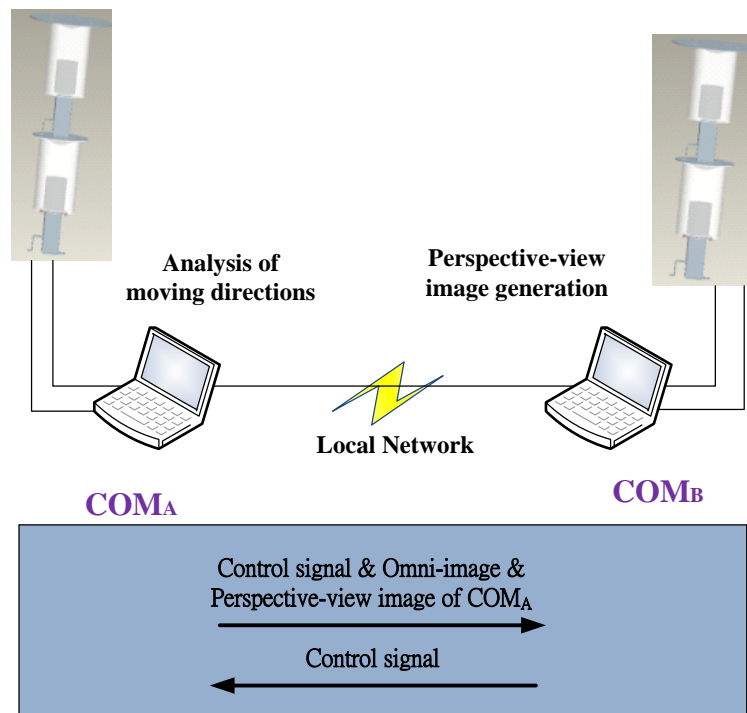 Analysis of
moving directions
Perspective-view
image generation
Local Network
COMA
COMB
Control signal & Omni-image &
Perspective-view image of COMA
Control signal